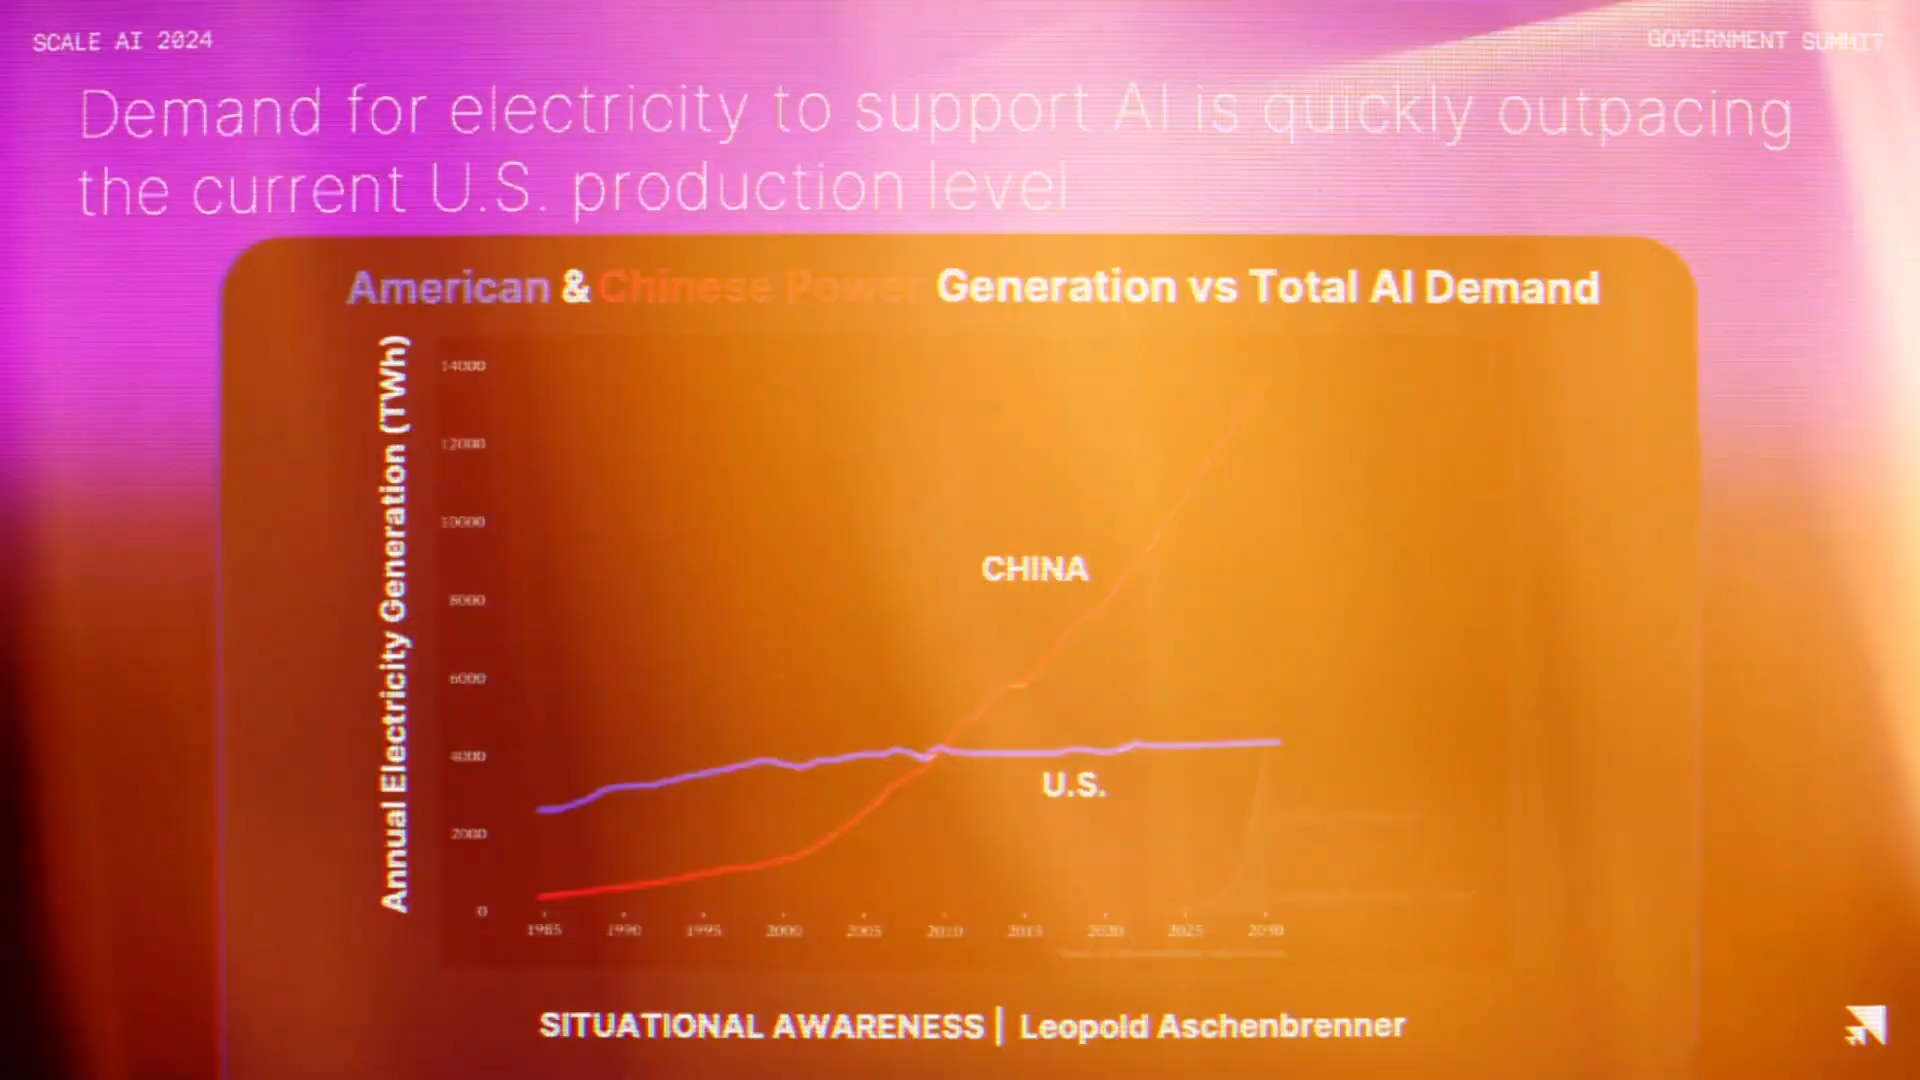 SCALE AI 2024
GOVERNMENT SUMMIT
Demand for electricity to support AI is quickly outpacing
the current U.S. production level
American & Chinese Power Generation vs Total AI Demand
Annual Electricity Generation (TWh)
14000
12000
10000
8000
6000
4000
2000
0
CHINA
U.S.
1985 1990 1995 2000 2005 2010 2015 2020 2025 2030
SITUATIONAL AWARENESS | Leopold Aschenbrenner